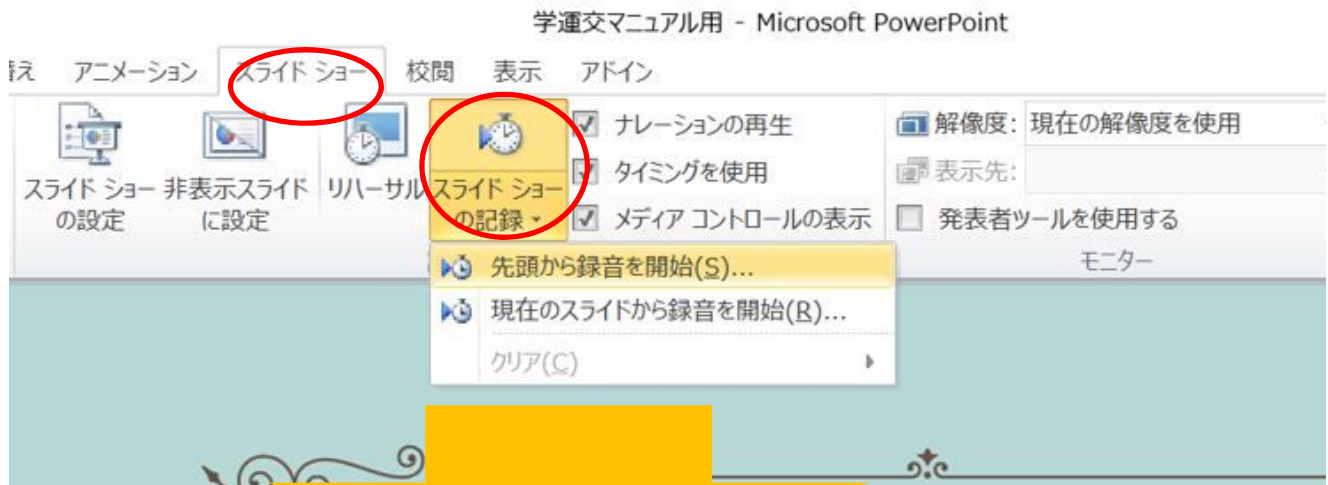 学運交マニュアル用 - Microsoft PowerPoint
替え アニメーション スライド ショー 校閲 表示 アドイン
スライド ショー
の設定
非表示スライド
に設定
リハーサル
スライド ショー
の記録
ナレーションの再生
タイミングを使用
メディア コントロールの表示
解像度: 現在の解像度を使用
表示先:
発表者ツールを使用する
モニター
先頭から録音を開始(S)...
現在のスライドから録音を開始(R)...
クリア(C)